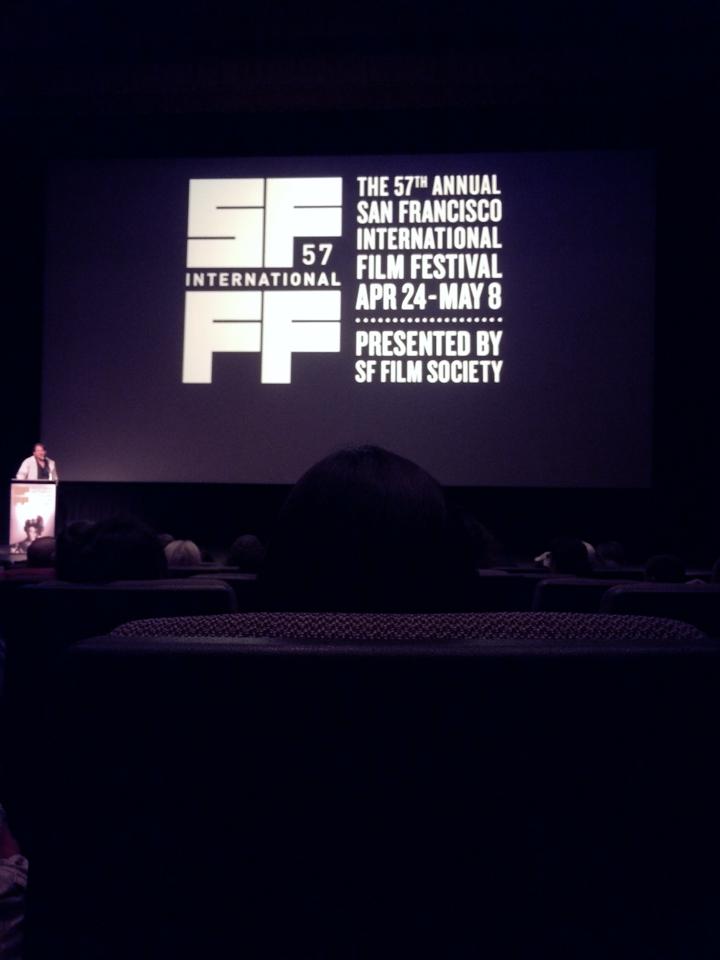 SF
57
INTERNATIONAL
FF
THE 57TH ANNUAL
SAN FRANCISCO
INTERNATIONAL
FILM FESTIVAL
APR 24-MAY 8
PRESENTED BY
SF FILM SOCIETY